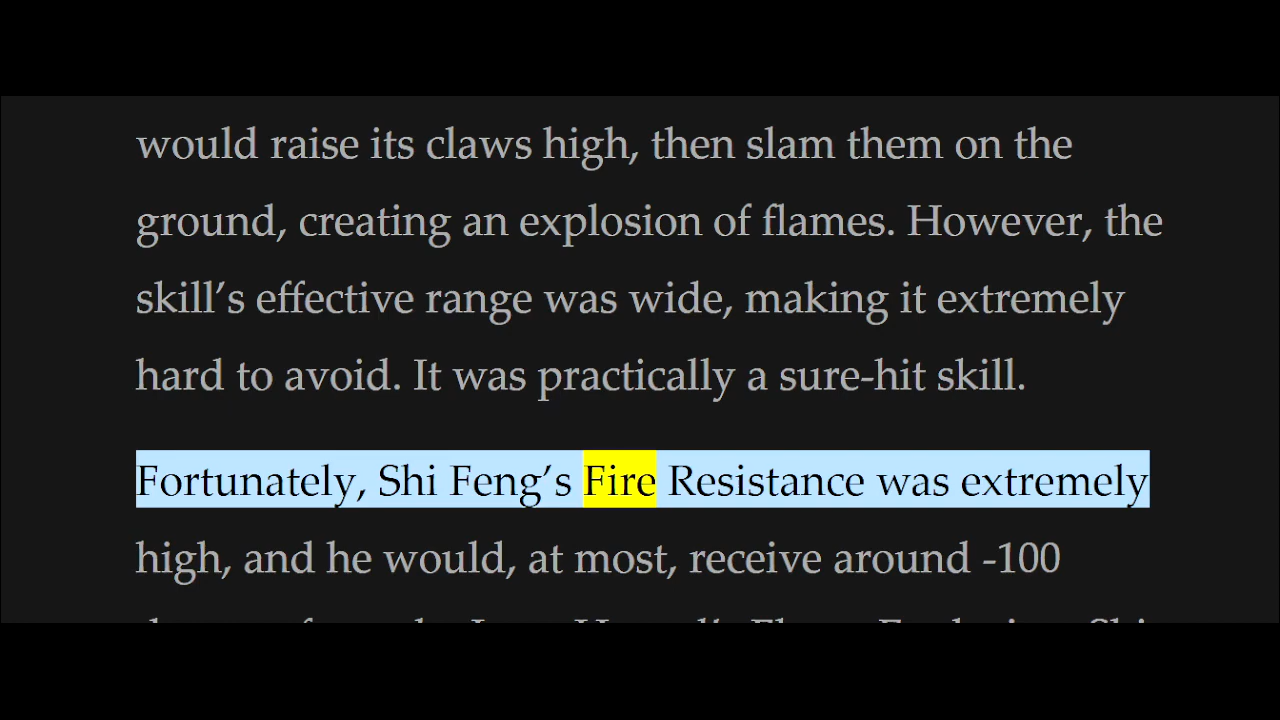 would raise its claws high, then slam them on the
ground, creating an explosion of flames. However, the
skill’s effective range was wide, making it extremely
hard to avoid. It was practically a sure-hit skill.
Fortunately, Shi Feng’s Fire Resistance was extremely
high, and he would, at most, receive around -100